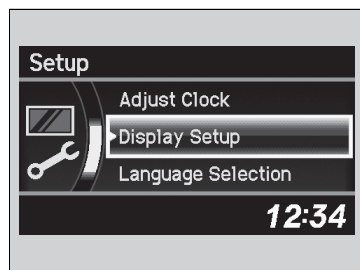 Setup
Adjust Clock
Display Setup
Language Selection
12:34